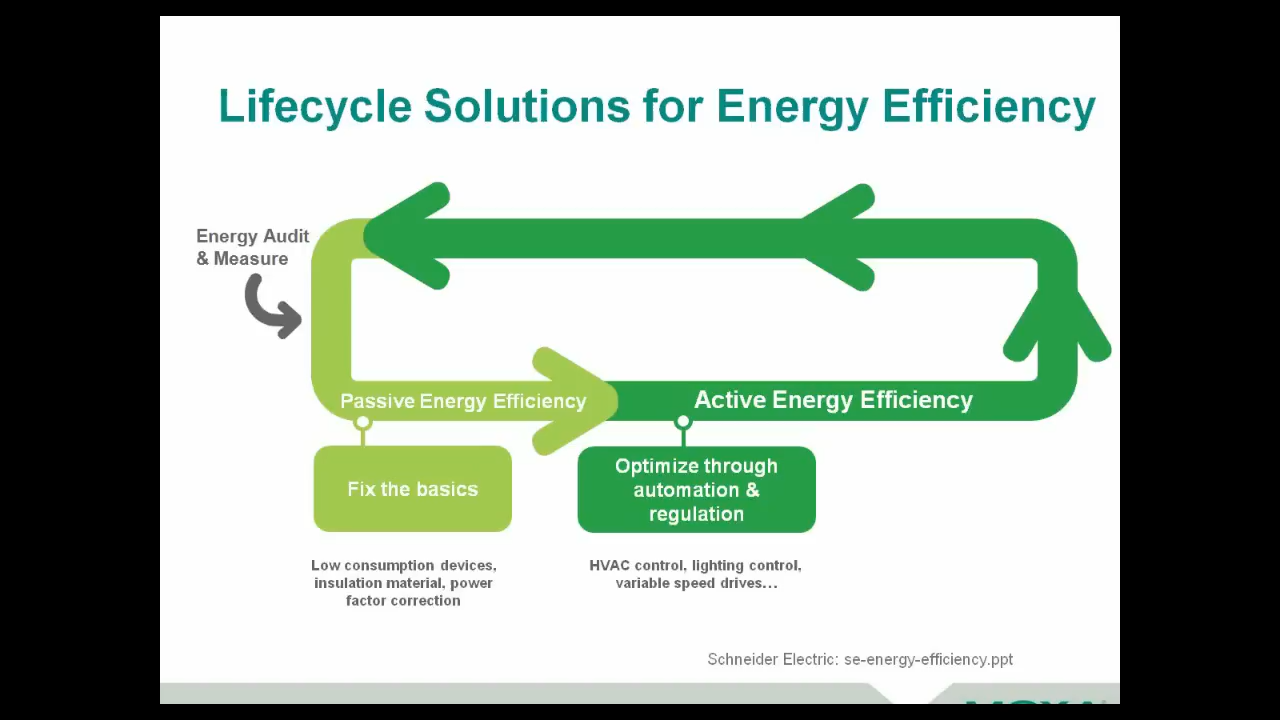 Lifecycle Solutions for Energy Efficiency
Energy Audit
& Measure
Passive Energy Efficiency
Active Energy Efficiency
Fix the basics
Optimize through
automation &
regulation
Low consumption devices,
insulation material, power
factor correction
HVAC control, lighting control,
variable speed drives…
Schneider Electric: se-energy-efficiency.ppt